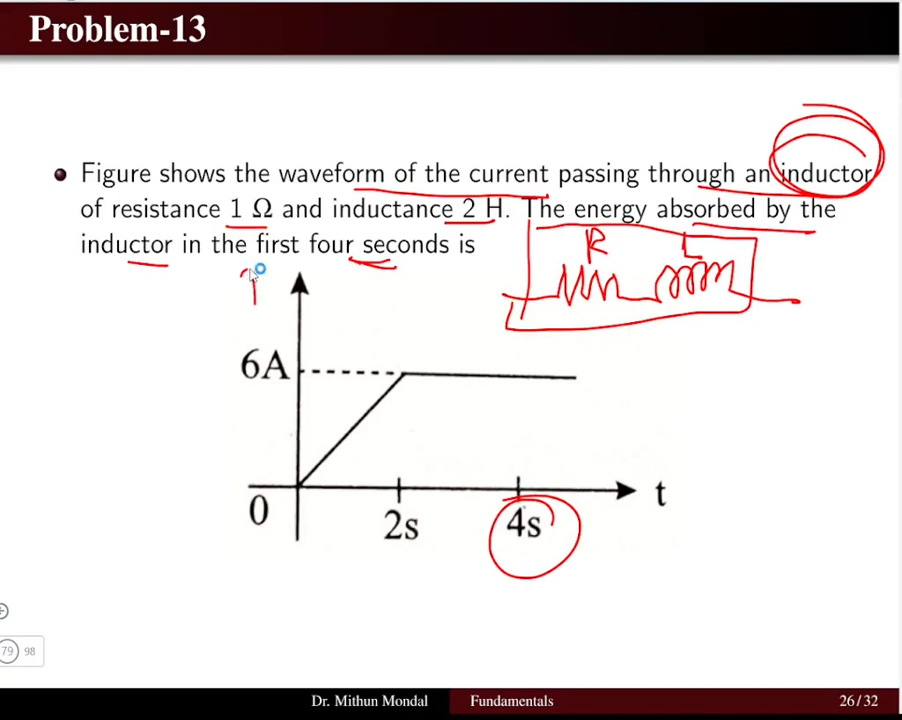 Problem-13
Figure shows the waveform of the current passing through an inductor
of resistance 1 Ω and inductance 2 H. The energy absorbed by the
inductor in the first four seconds is
R L
6A
0
2s
4s
t
79 98
Dr. Mithun Mondal Fundamentals 26/32